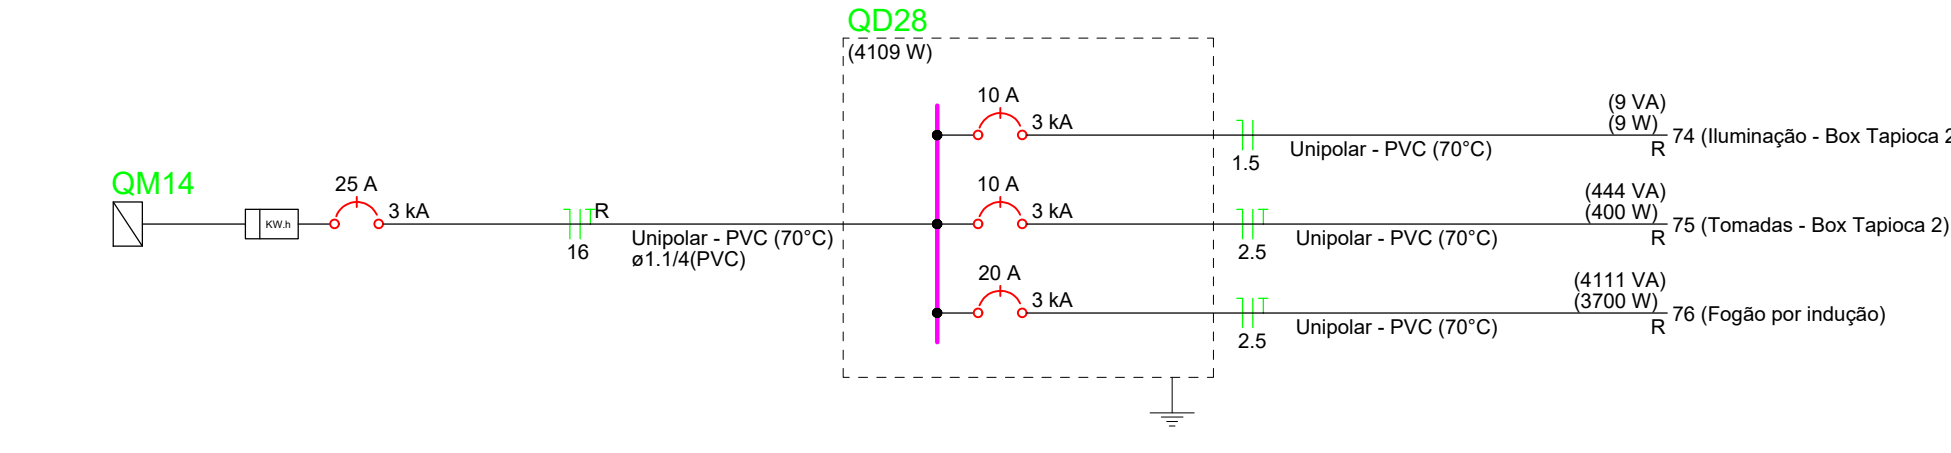 QD28
(4109 W)
10 A
3 kA
(9 VA)
(9 W)
1.5
Unipolar - PVC (70°C)
R
74 (Iluminação - Box Tapioca 2
QM14
KW.h
25 A
3 kA
R
16
Unipolar - PVC (70°C)
ø1.1/4(PVC)
10 A
3 kA
(444 VA)
(400 W)
2.5
Unipolar - PVC (70°C)
R
75 (Tomadas - Box Tapioca 2)
20 A
3 kA
(4111 VA)
(3700 W)
2.5
Unipolar - PVC (70°C)
R
76 (Fogão por indução)